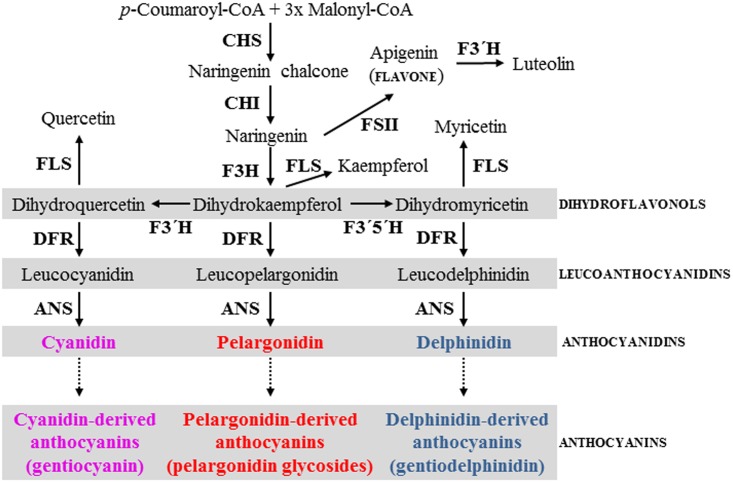 p-Coumaroyl-CoA + 3x Malonyl-CoA
CHS
Naringenin chalcone
Apigenin
(FLAVONE)
F3´H
Luteolin
CHI
Quercetin
Naringenin
FSII
Myricetin
FLS
F3H
FLS
Kaempferol
FLS
Dihydroquercetin
Dihydrokaempferol
Dihydromyricetin
DIHYDROFLAVONOLS
F3´H
F3´5´H
DFR
DFR
DFR
Leucocyanidin
Leucopelargonidin
Leucodelphinidin
LEUCOANTHOCYANIDINS
ANS
ANS
ANS
Cyanidin
Pelargonidin
Delphinidin
ANTHOCYANIDINS
Cyanidin-derived
anthocyanins
(gentiocyanin)
Pelargonidin-derived
anthocyanins
(pelargonidin glycosides)
Delphinidin-derived
anthocyanins
(gentiodelphinidin)
ANTHOCYANINS